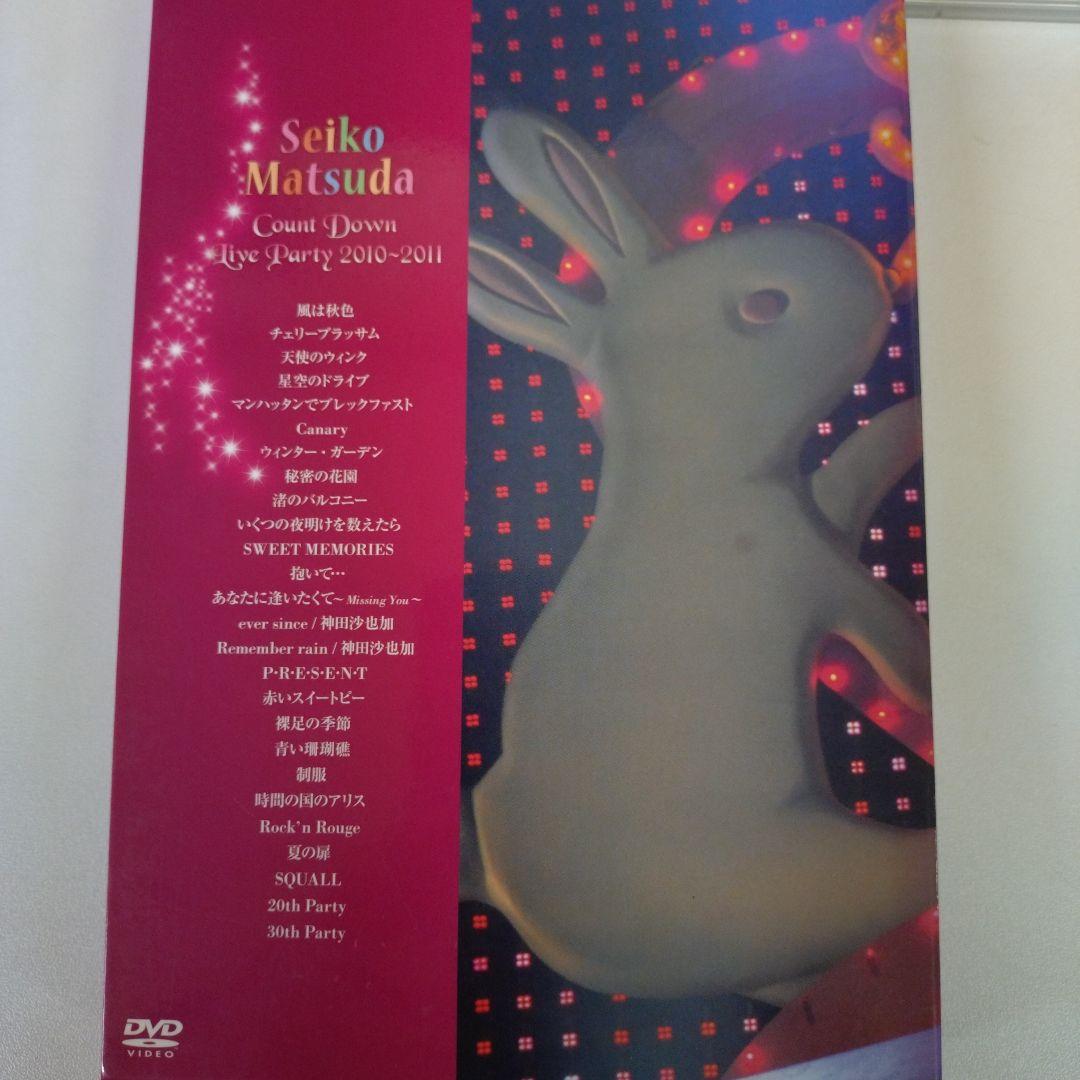 Seiko
Matsuda
Count Down
Live Party 2010~2011
風は秋色
チェリーブラッサム
天使のウィンク
星空のドライブ
マンハッタンでブレックファスト
Canary
ウィンター・ガーデン
秘密の花園
渚のバルコニー
いくつの夜明けを数えたら
SWEET MEMORIES
抱いて…
あなたに逢いたくて~ Missing You ~
ever since / 神田沙也加
Remember rain / 神田沙也加
P・R・E・S・E・N・T
赤いスイートピー
裸足の季節
青い珊瑚礁
制服
時間の国のアリス
Rock'n Rouge
夏の扉
SQUALL
20th Party
30th Party
DVD
VIDEO